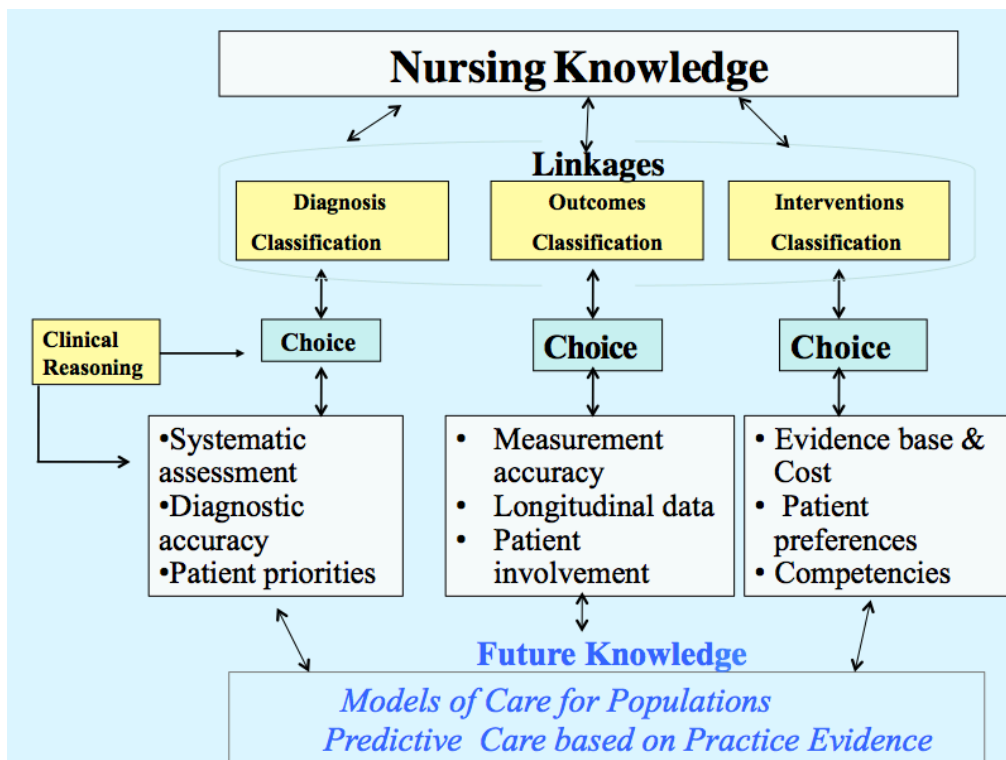 Nursing Knowledge
Linkages
Diagnosis
Classification
Outcomes
Classification
Interventions
Classification
Clinical
Reasoning
Choice
Choice
Choice
•Systematic
assessment
•Diagnostic
accuracy
•Patient priorities
• Measurement
accuracy
• Longitudinal data
• Patient
involvement
• Evidence base &
Cost
• Patient
preferences
• Competencies
Future Knowledge
Models of Care for Populations
Predictive Care based on Practice Evidence